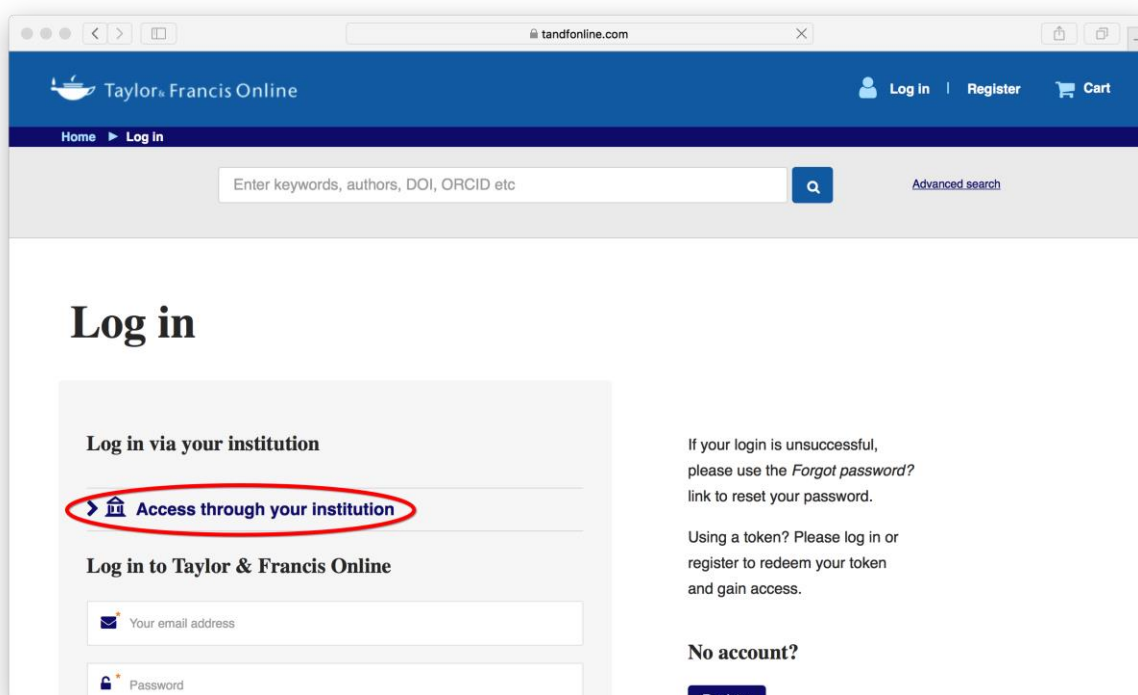 tandfonline.com
Taylor & Francis Online
Log in | Register Cart
Home ▶ Log in
Enter keywords, authors, DOI, ORCID etc
Advanced search
Log in
Log in via your institution
Access through your institution
Log in to Taylor & Francis Online
* Your email address
* Password
If your login is unsuccessful,
please use the Forgot password?
link to reset your password.
Using a token? Please log in or
register to redeem your token
and gain access.
No account?